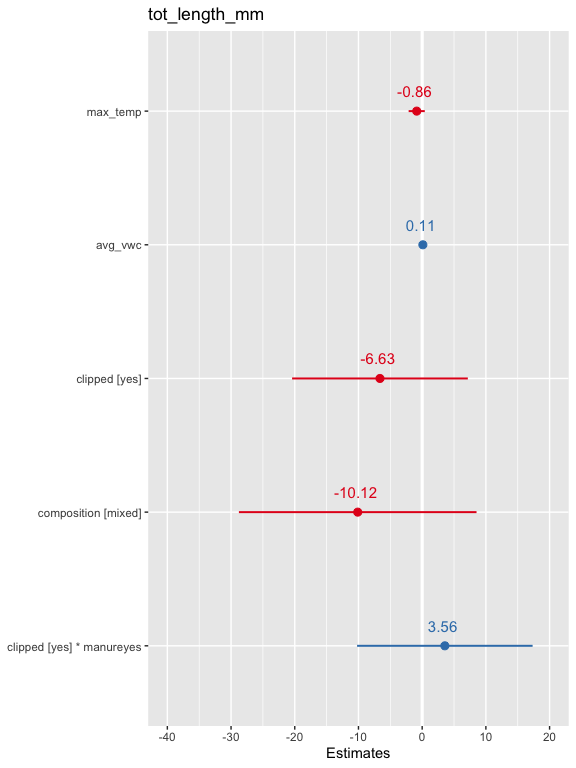 tot_length_mm
max_temp
-0.86
avg_vwc
0.11
clipped [yes]
-6.63
composition [mixed]
-10.12
clipped [yes] * manureyes
3.56
-40 -30 -20 -10 0 10 20
Estimates